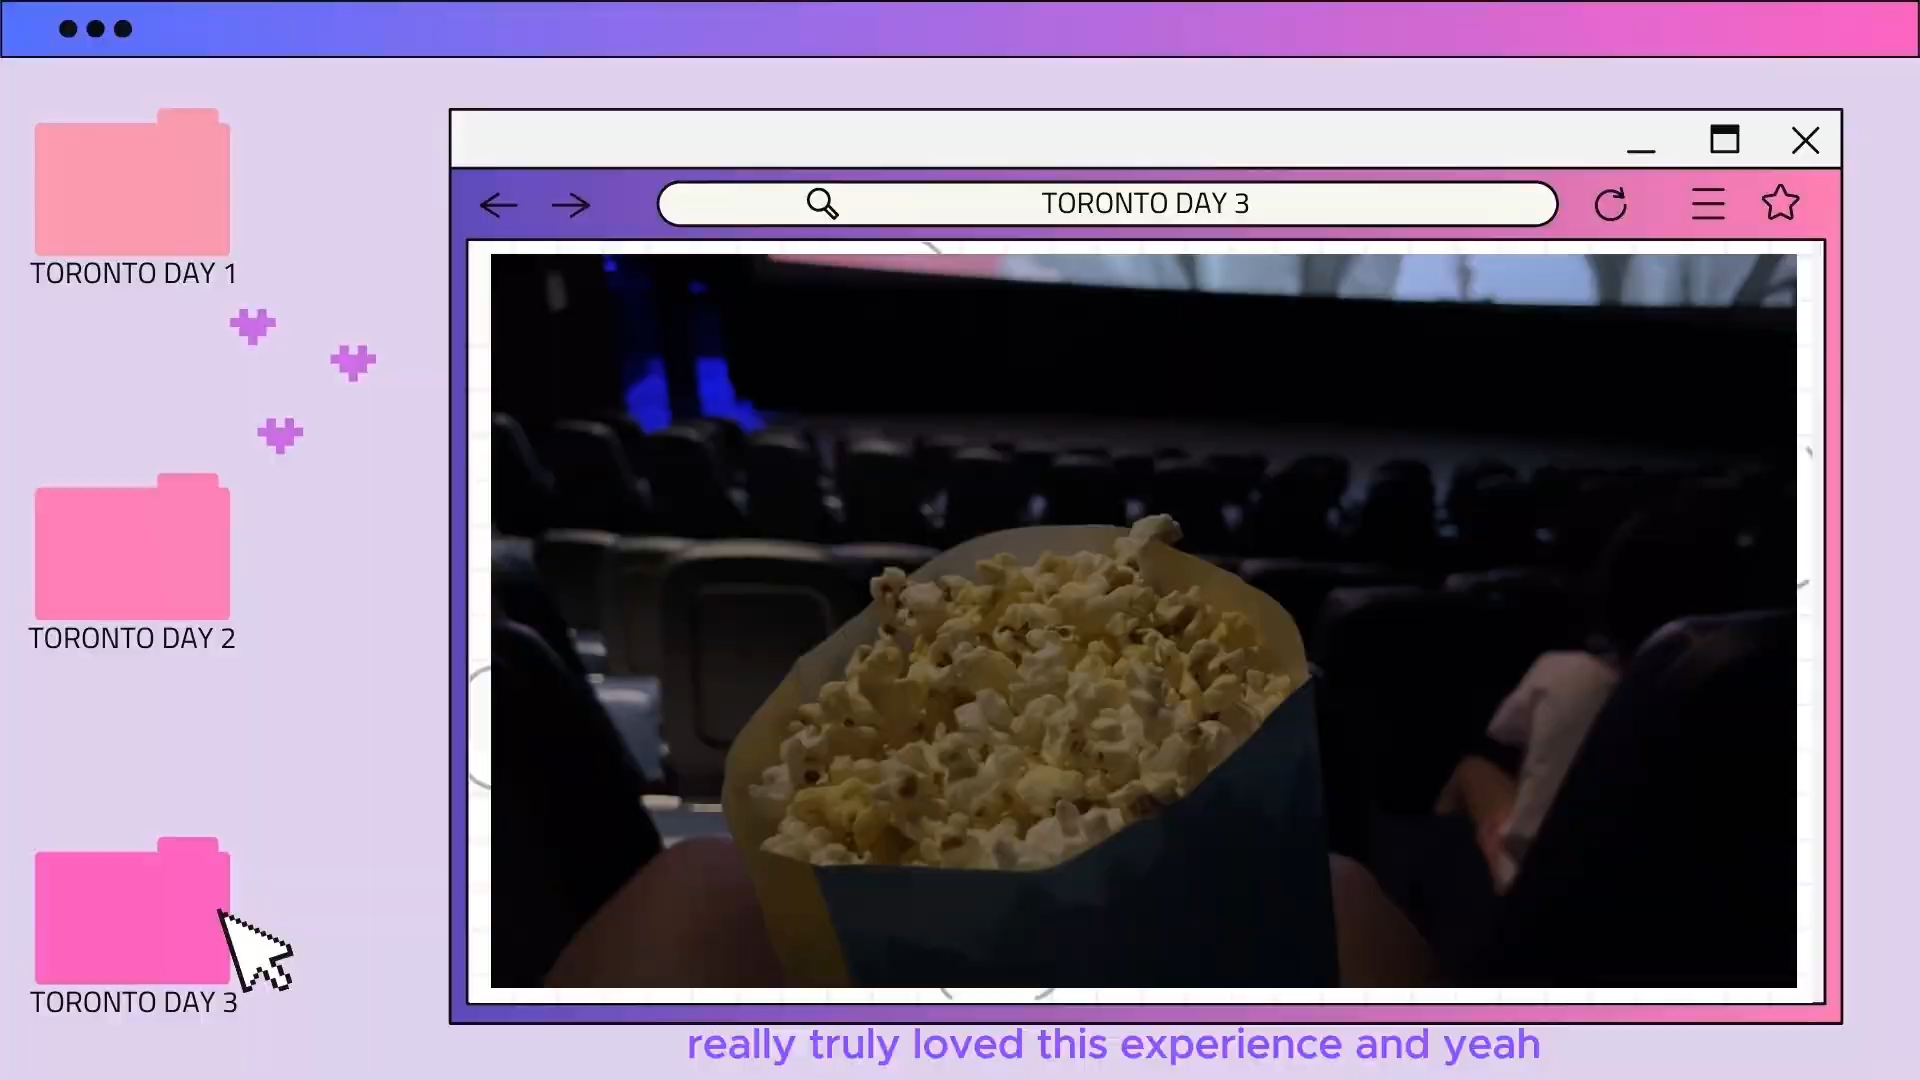 TORONTO DAY 3
TORONTO DAY 1
TORONTO DAY 2
TORONTO DAY 3
really truly loved this experience and yeah